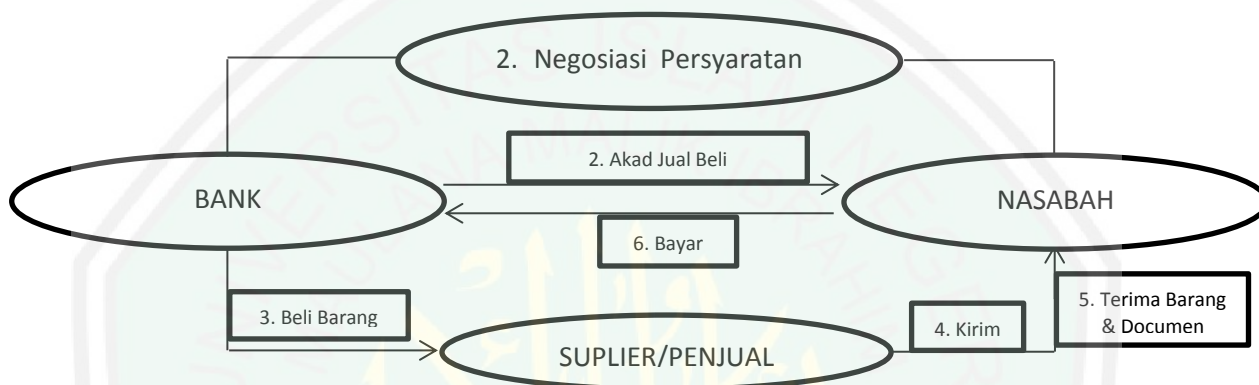 2. Negosiasi Persyaratan
2. Akad Jual Beli
BANK
NASABAH
6. Bayar
3. Beli Barang
4. Kirim
5. Terima Barang
& Documen
SUPLIER/PENJUAL